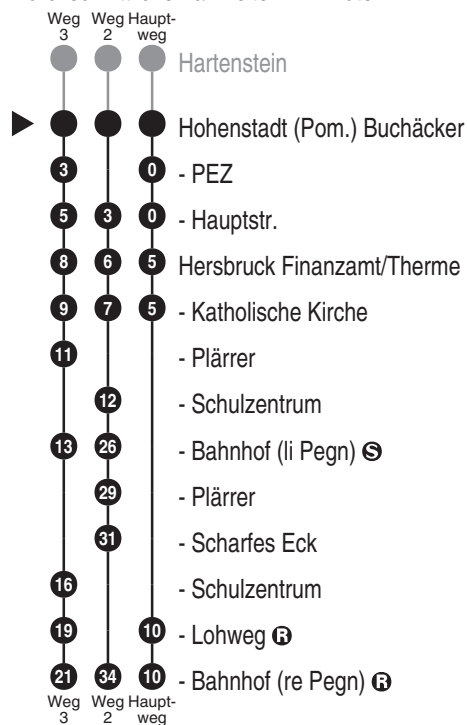 Weg Weg Haupt-
3 2 weg
Hartenstein
Hohenstadt (Pom.) Buchäcker
3 0 - PEZ
5 3 0 - Hauptstr.
8 6 5 Hersbruck Finanzamt/Therme
9 7 5 - Katholische Kirche
11 - Plärrer
12 - Schulzentrum
13 26 - Bahnhof (li Pegn) S
29 - Plärrer
31 - Scharfes Eck
16 - Schulzentrum
19 10 - Lohweg R
21 34 10 - Bahnhof (re Pegn) R
Weg Weg Haupt-
3 2 weg